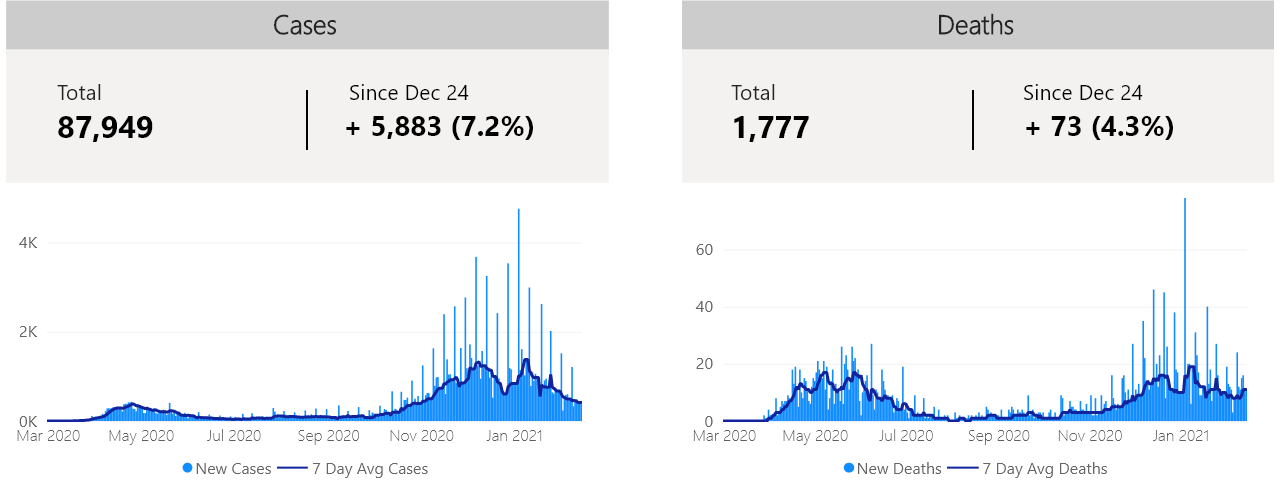 Cases
Total
87,949
Since Dec 24
+ 5,883 (7.2%)
4K
2K
0K
Mar 2020 May 2020 Jul 2020 Sep 2020 Nov 2020 Jan 2021
New Cases 7 Day Avg Cases
Deaths
Total
1,777
Since Dec 24
+ 73 (4.3%)
60
40
20
0
Mar 2020 May 2020 Jul 2020 Sep 2020 Nov 2020 Jan 2021
New Deaths 7 Day Avg Deaths